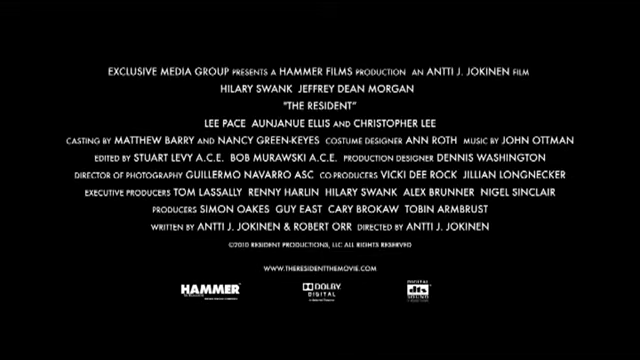 EXCLUSIVE MEDIA GROUP PRESENTS A HAMMER FILMS PRODUCTION AN ANTTI J. JOKINEN FILM
HILARY SWANK JEFFREY DEAN MORGAN
"THE RESIDENT"
LEE PACE AUNJANUE ELLIS AND CHRISTOPHER LEE
CASTING BY MATTHEW BARRY AND NANCY GREEN-KEYES COSTUME DESIGNER ANN ROTH MUSIC BY JOHN OTTMAN
EDITED BY STUART LEVY A.C.E. BOB MURAWSKI A.C.E. PRODUCTION DESIGNER DENNIS WASHINGTON
DIRECTOR OF PHOTOGRAPHY GUILLERMO NAVARRO ASC CO PRODUCERS VICKI DEE ROCK JILLIAN LONGNECKER
EXECUTIVE PRODUCERS TOM LASSALLY RENNY HARLIN HILARY SWANK ALEX BRUNNER NIGEL SINCLAIR
PRODUCERS SIMON OAKES GUY EAST CARY BROKAW TOBIN ARMBRUST
WRITTEN BY ANTTI J. JOKINEN & ROBERT ORR DIRECTED BY ANTTI J. JOKINEN
©2010 RESIDENT PRODUCTIONS, LLC ALL RIGHTS RESERVED
WWW.THERESIDENTTHEMOVIE.COM
HAMMER
DOLBY
DIGITAL
DIGITAL
dts
SOUND